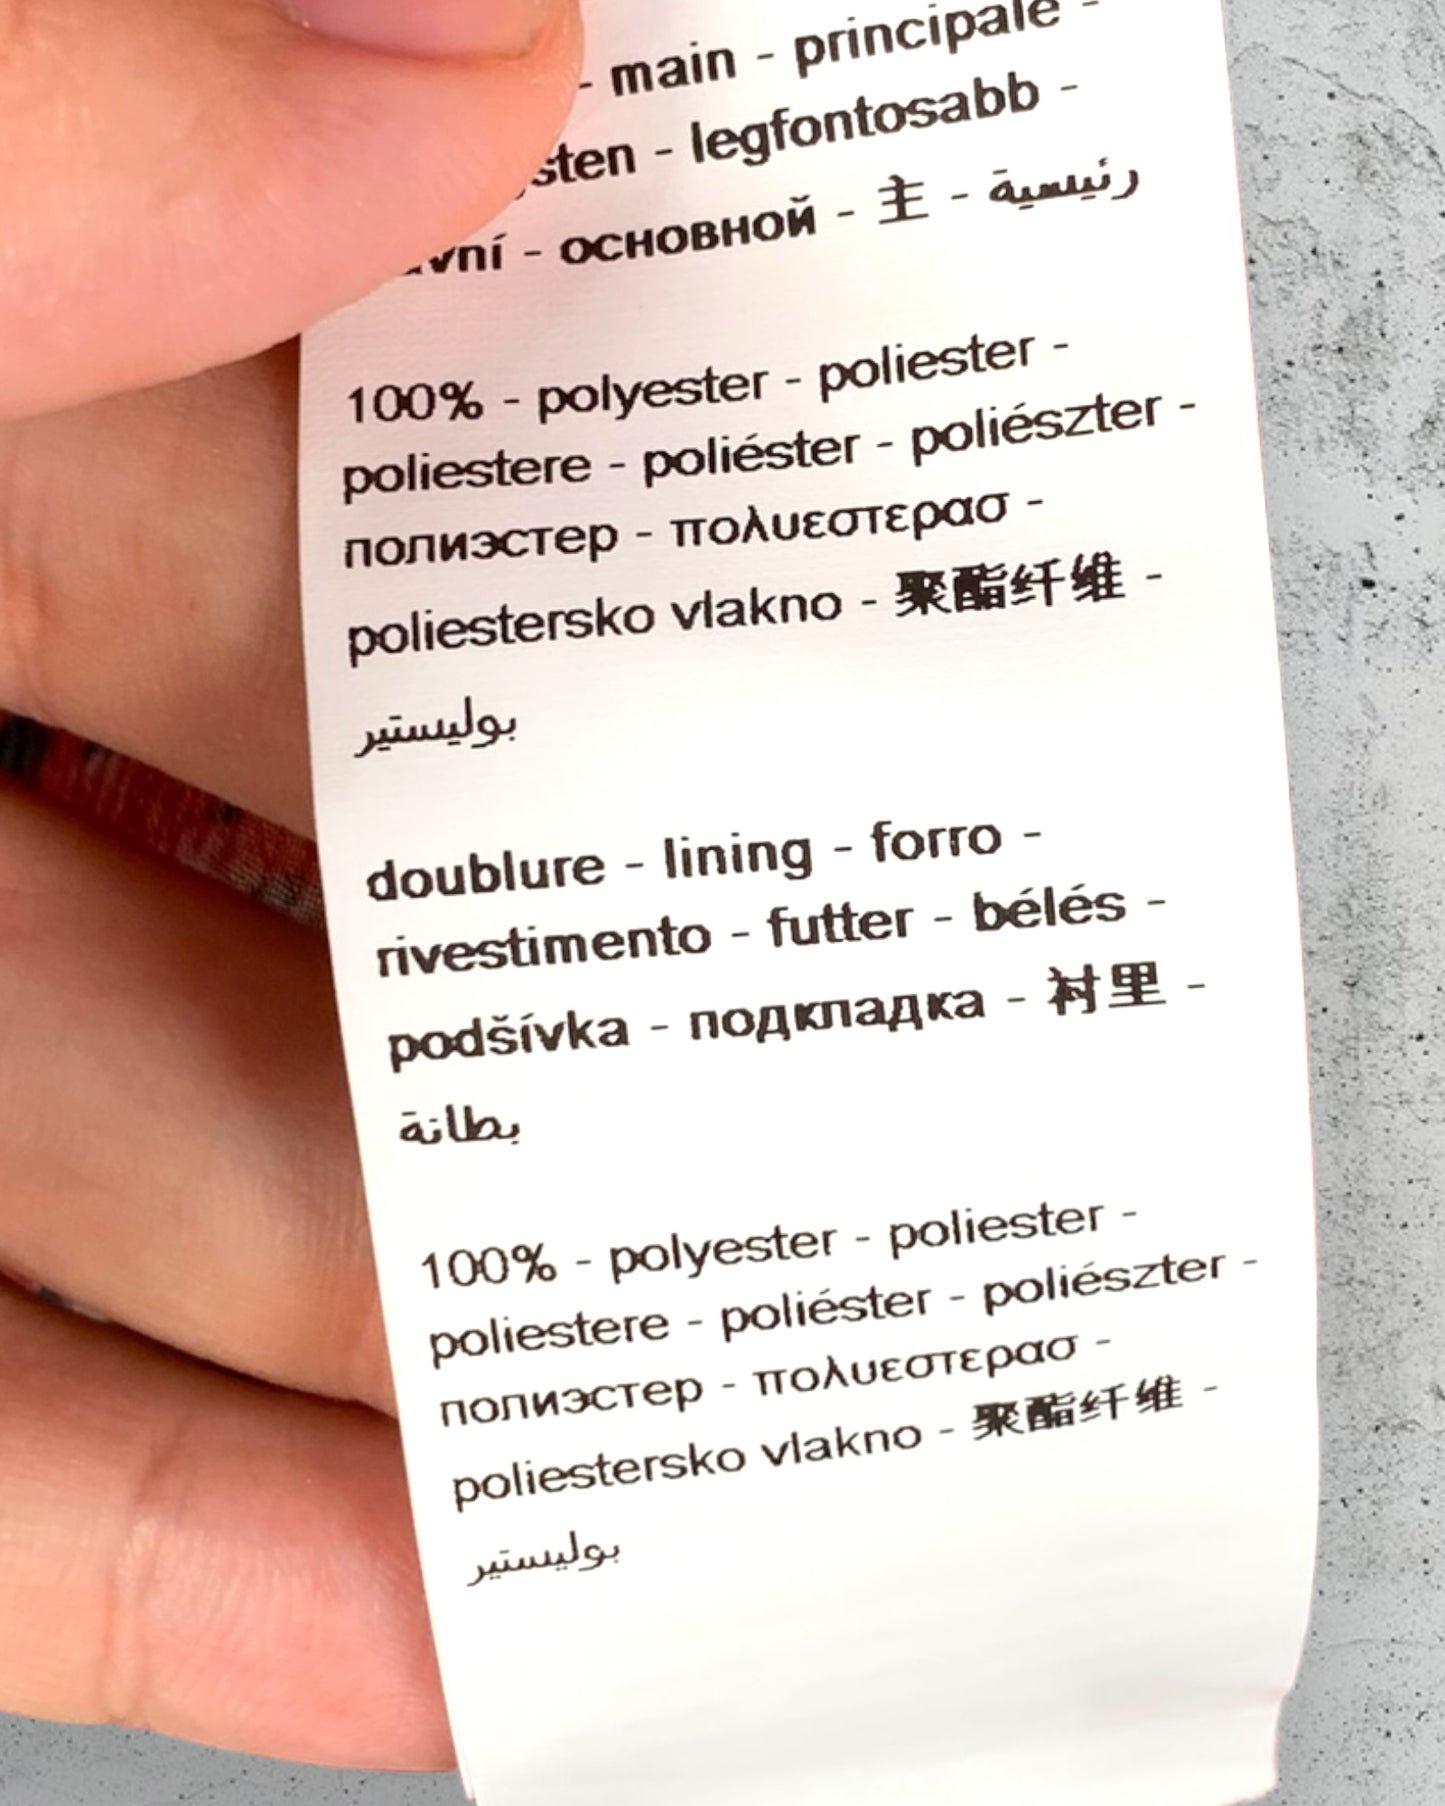 - main - principale -
- legfontosabb -
- основной - 主 - رئيسية
100% - polyester - poliester -
poliestere - poliéster - poliészter -
полиэстер - πολυεστερασ -
poliestersko vlakno - 聚酯纤维 -
بوليستير
doublure - lining - forro -
rivestimento - futter - bélés -
podšívka - подкладка - 衬里 -
بطانة
100% - polyester - poliester -
poliestere - poliéster - poliészter -
полиэстер - πολυεστερασ -
poliestersko vlakno - 聚酯纤维 -
بوليستير